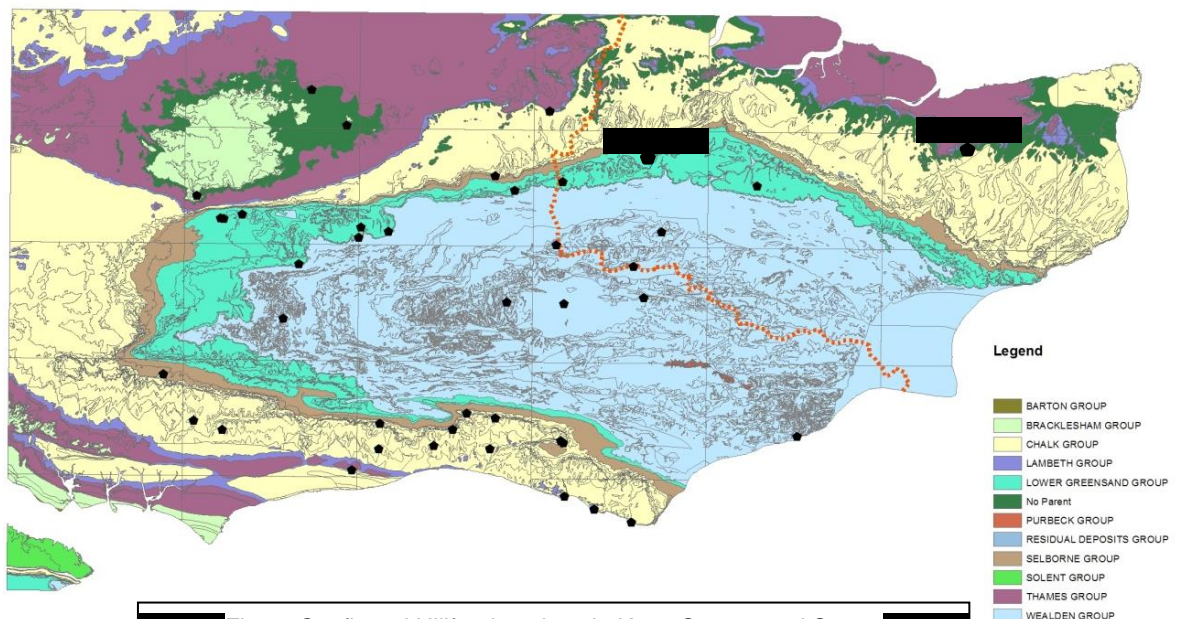 Legend
BARTON GROUP
BRACKLESHAM GROUP
CHALK GROUP
LAMBETH GROUP
LOWER GREENSAND GROUP
No Parent
PURBECK GROUP
RESIDUAL DEPOSITS GROUP
SELBORNE GROUP
SOLENT GROUP
THAMES GROUP
WEALDEN GROUP